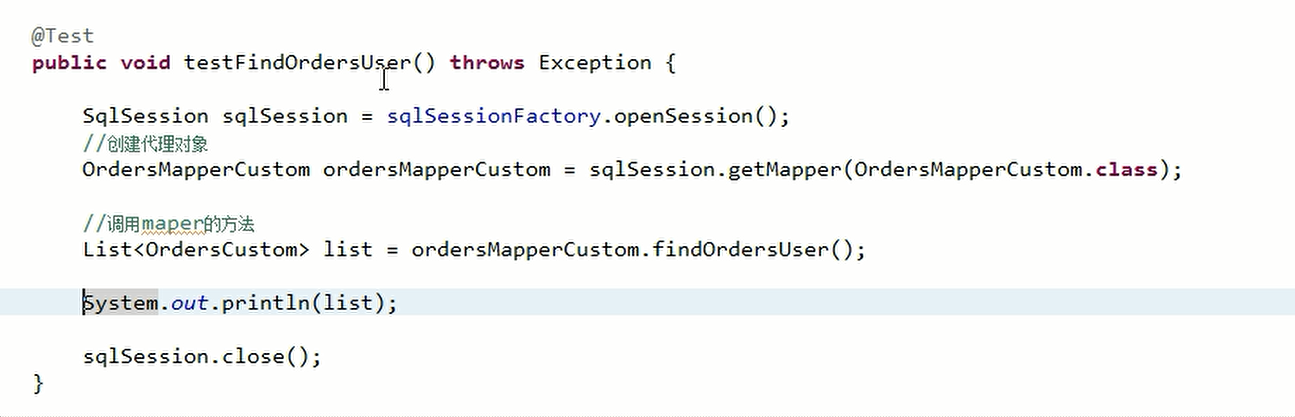 @Test
public void testFindOrdersUser() throws Exception {
SqlSession sqlSession = sqlSessionFactory.openSession();
//创建代理对象
OrdersMapperCustom ordersMapperCustom = sqlSession.getMapper(OrdersMapperCustom.class);
//调用maper的方法
List<OrdersCustom> list = ordersMapperCustom.findOrdersUser();
System.out.println(list);
sqlSession.close();
}